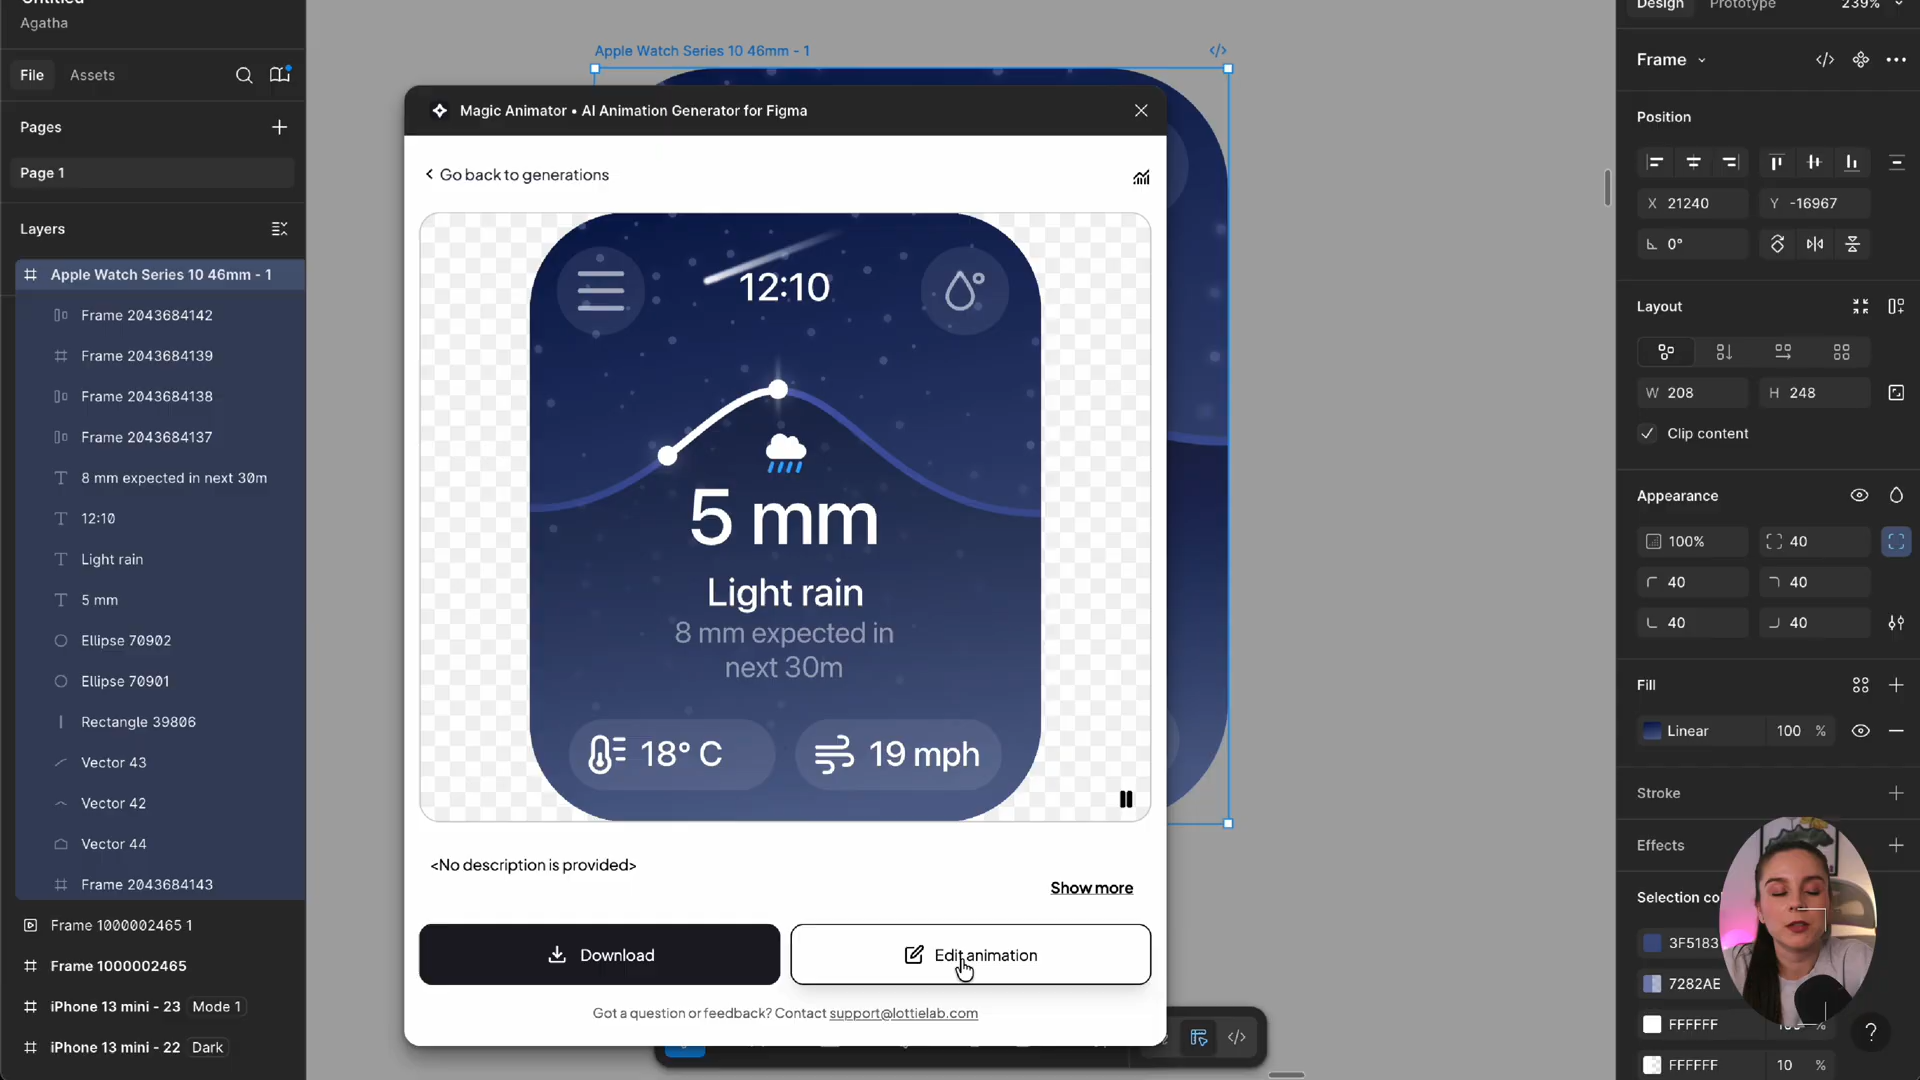 Untitled
Agatha
File
Assets
Pages
Page 1
Layers
Apple Watch Series 10 46mm - 1
Frame 2043684142
Frame 2043684139
Frame 2043684138
Frame 2043684137
8 mm expected in next 30m
12:10
Light rain
5 mm
Ellipse 70902
Ellipse 70901
Rectangle 39806
Vector 43
Vector 42
Vector 44
Frame 2043684143
Frame 1000002465 1
Frame 1000002465
iPhone 13 mini - 23 Mode 1
iPhone 13 mini - 22 Dark
Apple Watch Series 10 46mm - 1
Magic Animator • AI Animation Generator for Figma
Go back to generations
12:10
5 mm
Light rain
8 mm expected in
next 30m
18° C
19 mph
<No description is provided>
Show more
Download
Edit animation
Got a question or feedback? Contact support@lottielab.com
Design
Prototype
239%
Frame
Position
X 21240
Y -16967
0°
Layout
W 208
H 248
Clip content
Appearance
100%
40
40
40
40
40
Fill
Linear
100 %
Stroke
Effects
Selection co
3F5183
7282AE
FFFFFF
FFFFFF
10 %
?